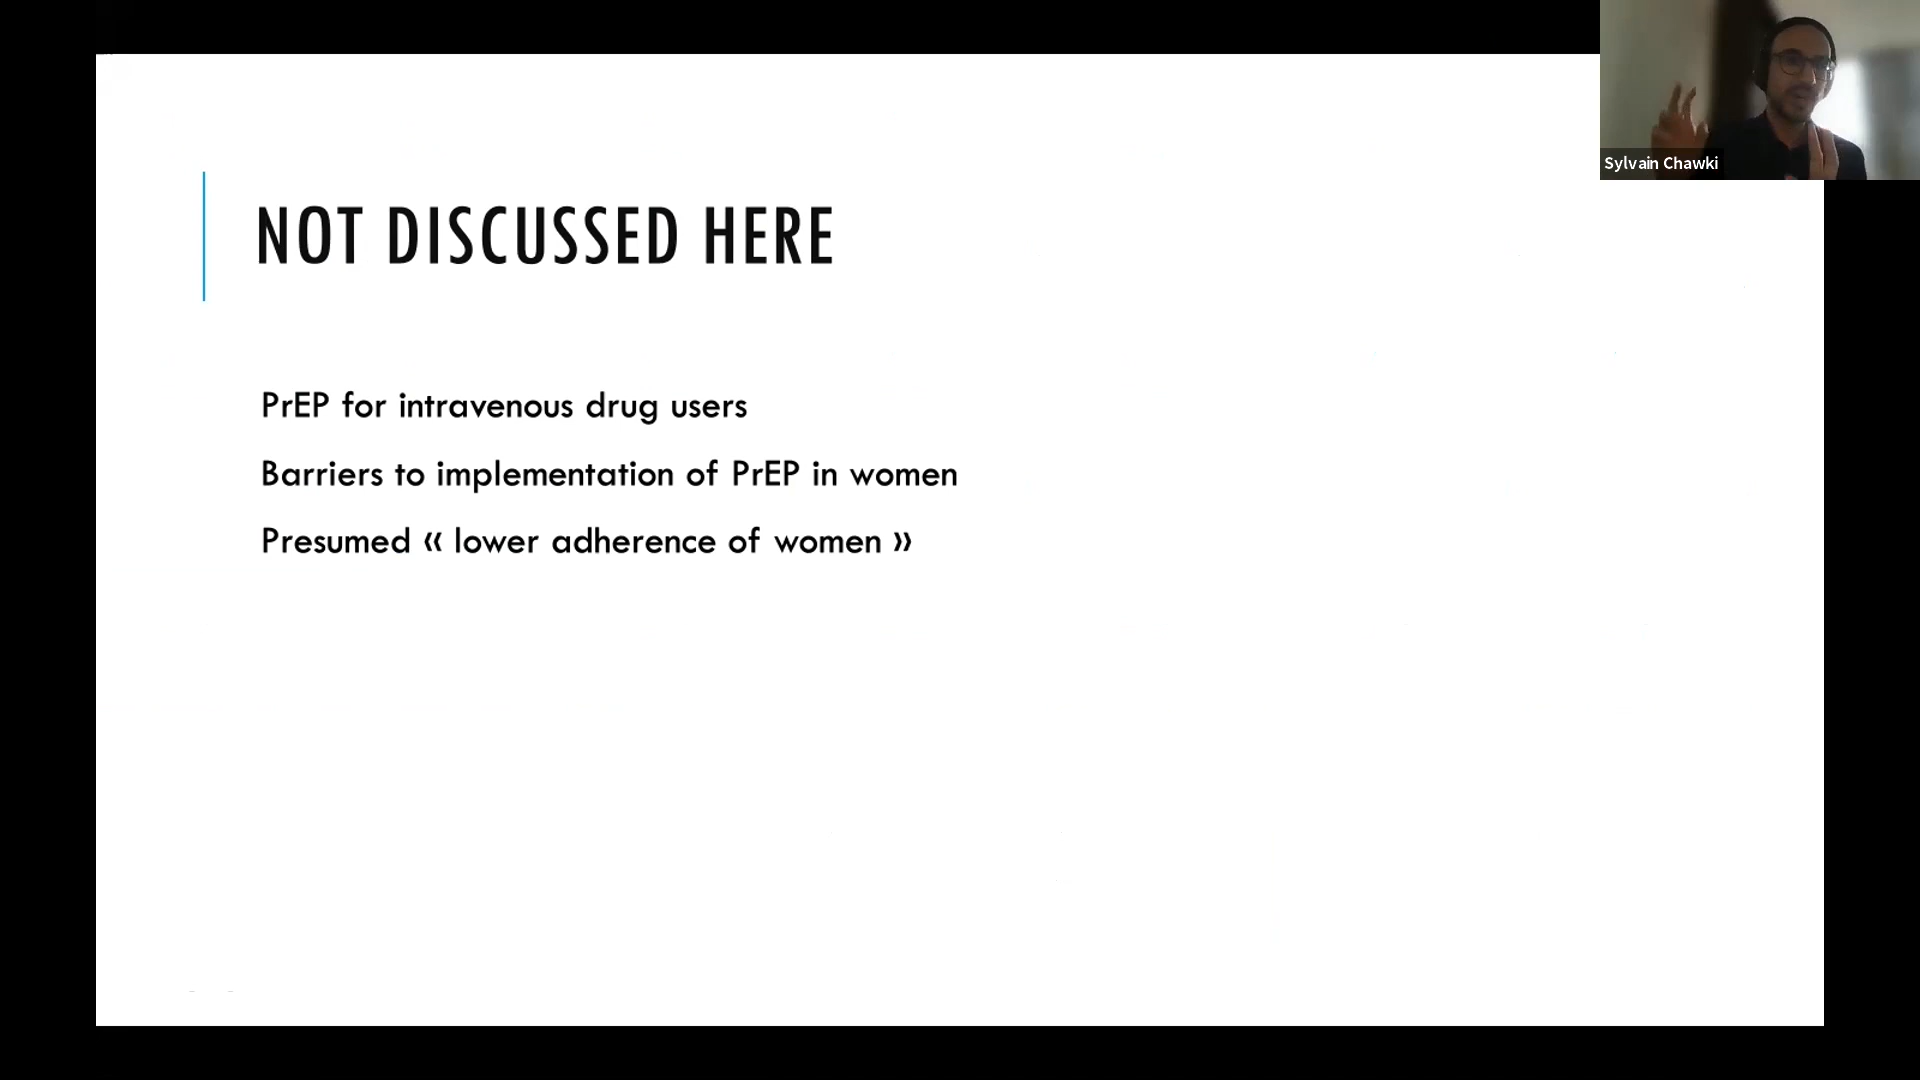 Sylvain Chawki
NOT DISCUSSED HERE
PrEP for intravenous drug users
Barriers to implementation of PrEP in women
Presumed « lower adherence of women »